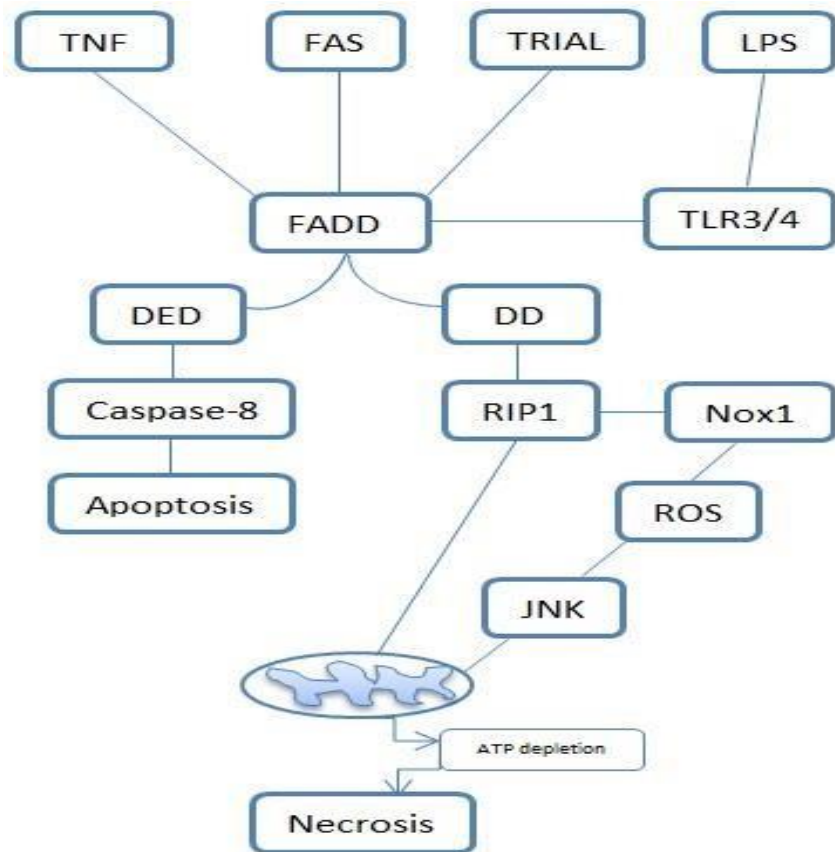 TNF
FAS
TRIAL
LPS
FADD
TLR3/4
DED
DD
Caspase-8
RIP1
Nox1
Apoptosis
ROS
JNK
ATP depletion
Necrosis